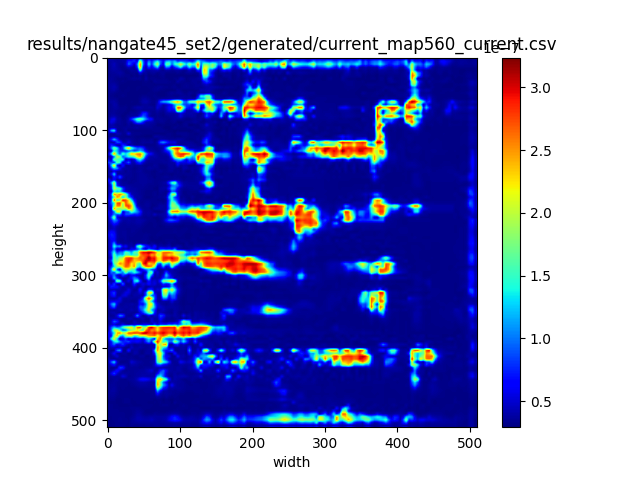 results/nangate45_set2/generated/current_map560_current.csv
1e−7
0
100
200
300
400
500
height
0 100 200 300 400 500
width
3.0
2.5
2.0
1.5
1.0
0.5